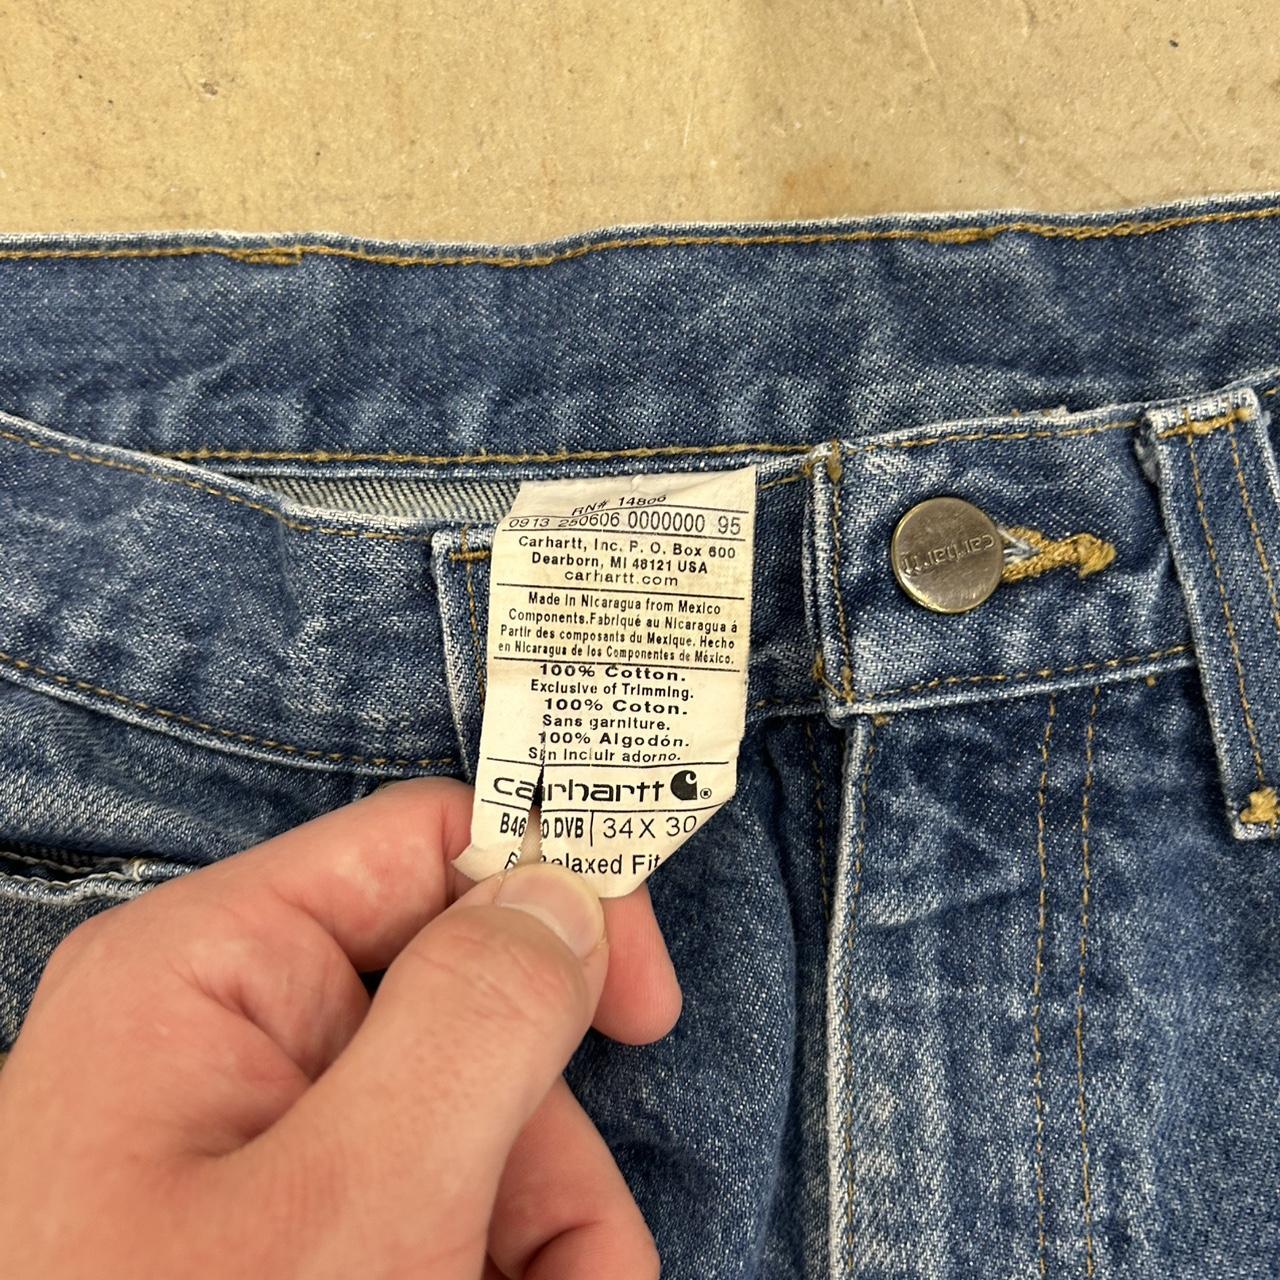 RN# 14806
0913 250606 0000000 95
Carhartt, Inc. P. O. Box 600
Dearborn, MI 48121 USA
carhartt.com
Made in Nicaragua from Mexico
Components.Fabriqué au Nicaragua á
Partir des composants du Mexique. Hecho
en Nicaragua de los Componentes de México.
100% Cotton.
Exclusive of Trimming.
100% Coton.
Sans garniture.
100% Algodón.
Sin Incluir adorno.
carhartt ®
DVB 34 X 30
Relaxed Fit
carhartt